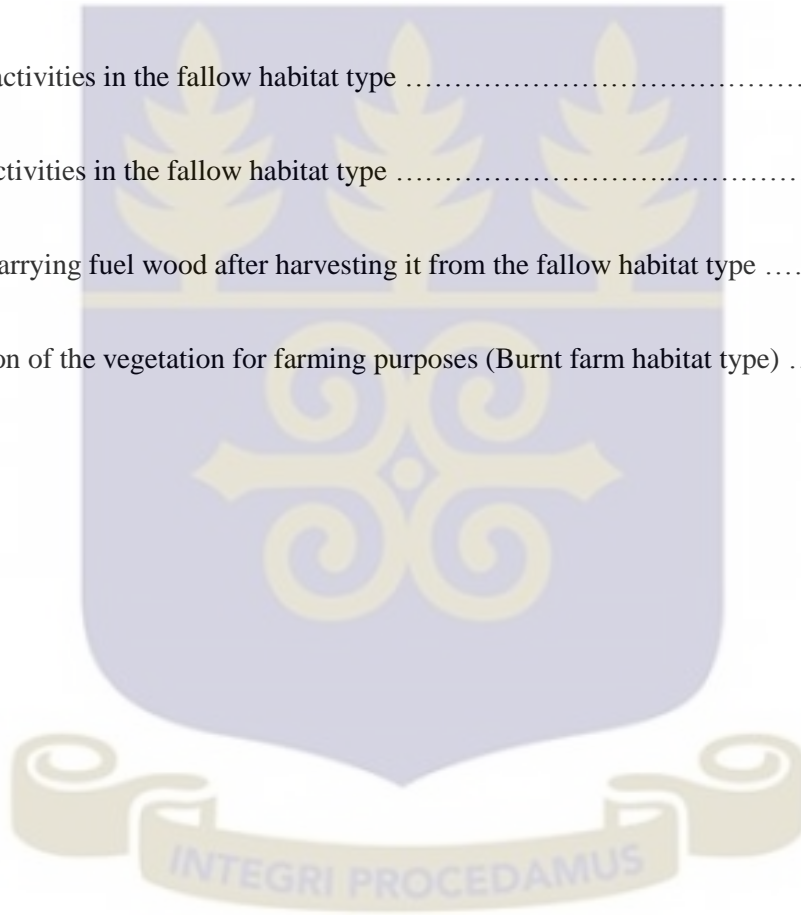 activities in the fallow habitat type ………………………………………
ctivities in the fallow habitat type ………………………...…………
arrying fuel wood after harvesting it from the fallow habitat type ….
on of the vegetation for farming purposes (Burnt farm habitat type) ..
INTEGRI PROCEDAMUS